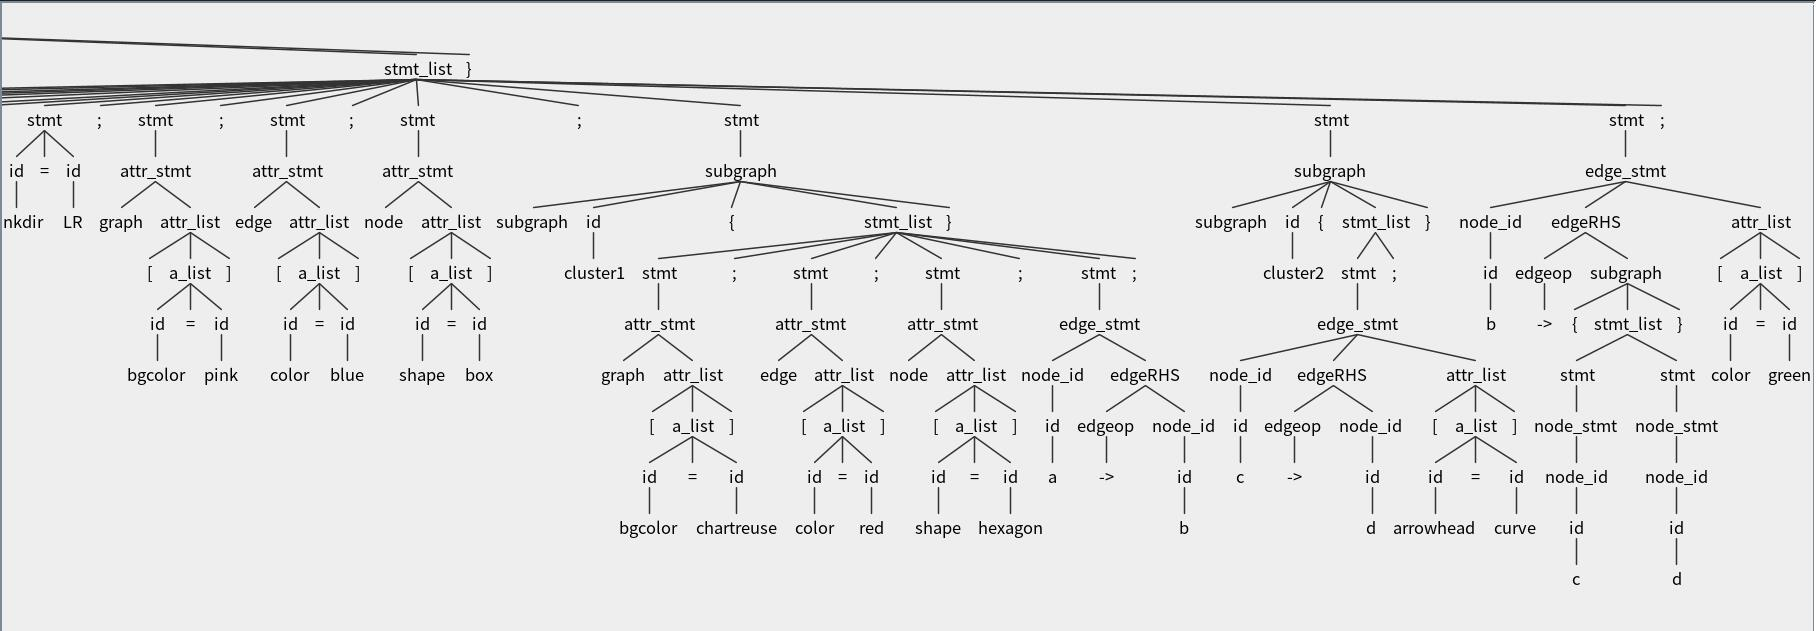 stmt_list }
stmt ; stmt ; stmt ; stmt ; stmt stmt stmt ;
id = id attr_stmt attr_stmt attr_stmt subgraph subgraph edge_stmt
nkdir LR graph attr_list edge attr_list node attr_list subgraph id { stmt_list } subgraph id { stmt_list } node_id edgeRHS attr_list
[ a_list ] [ a_list ] [ a_list ] cluster1 stmt ; stmt ; stmt ; stmt ; cluster2 stmt ; id edgeop subgraph [ a_list ]
id = id id = id id = id attr_stmt attr_stmt attr_stmt edge_stmt edge_stmt b -> { stmt_list } id = id
bgcolor pink color blue shape box graph attr_list edge attr_list node attr_list node_id edgeRHS node_id edgeRHS attr_list stmt stmt color green
[ a_list ] [ a_list ] [ a_list ] id edgeop node_id id edgeop node_id [ a_list ] node_stmt node_stmt
id = id id = id id = id a -> id c -> id id = id node_id node_id
bgcolor chartreuse color red shape hexagon b d arrowhead curve id id
c d